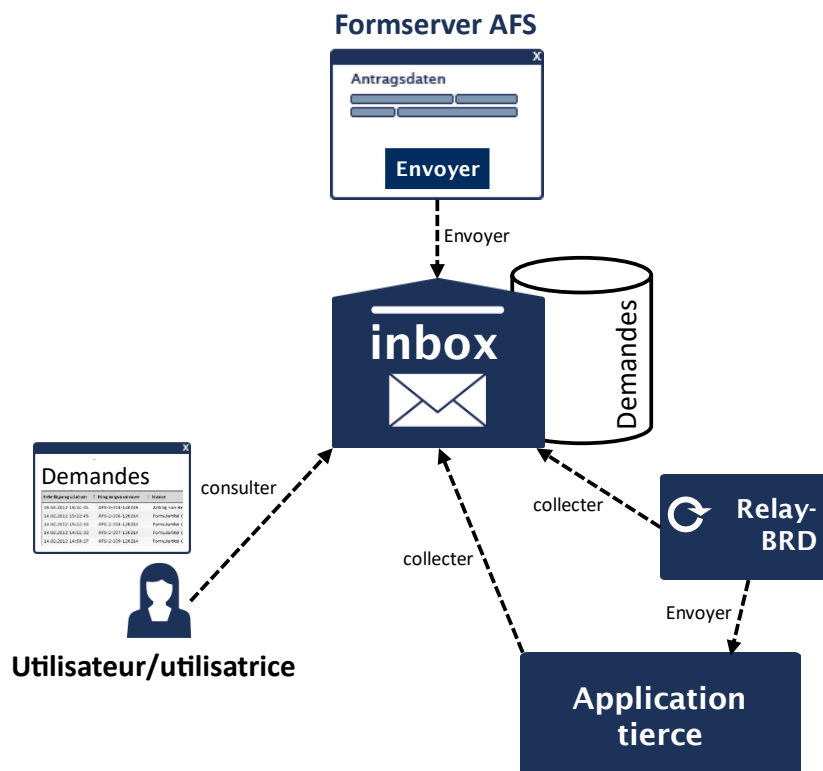 Formserver AFS
X
Antragsdaten
Envoyer
Envoyer
inbox
Demandes
X
Demandes
consulter
collecter
Relay-
BRD
collecter
Envoyer
Utilisateur/utilisatrice
Application
tierce